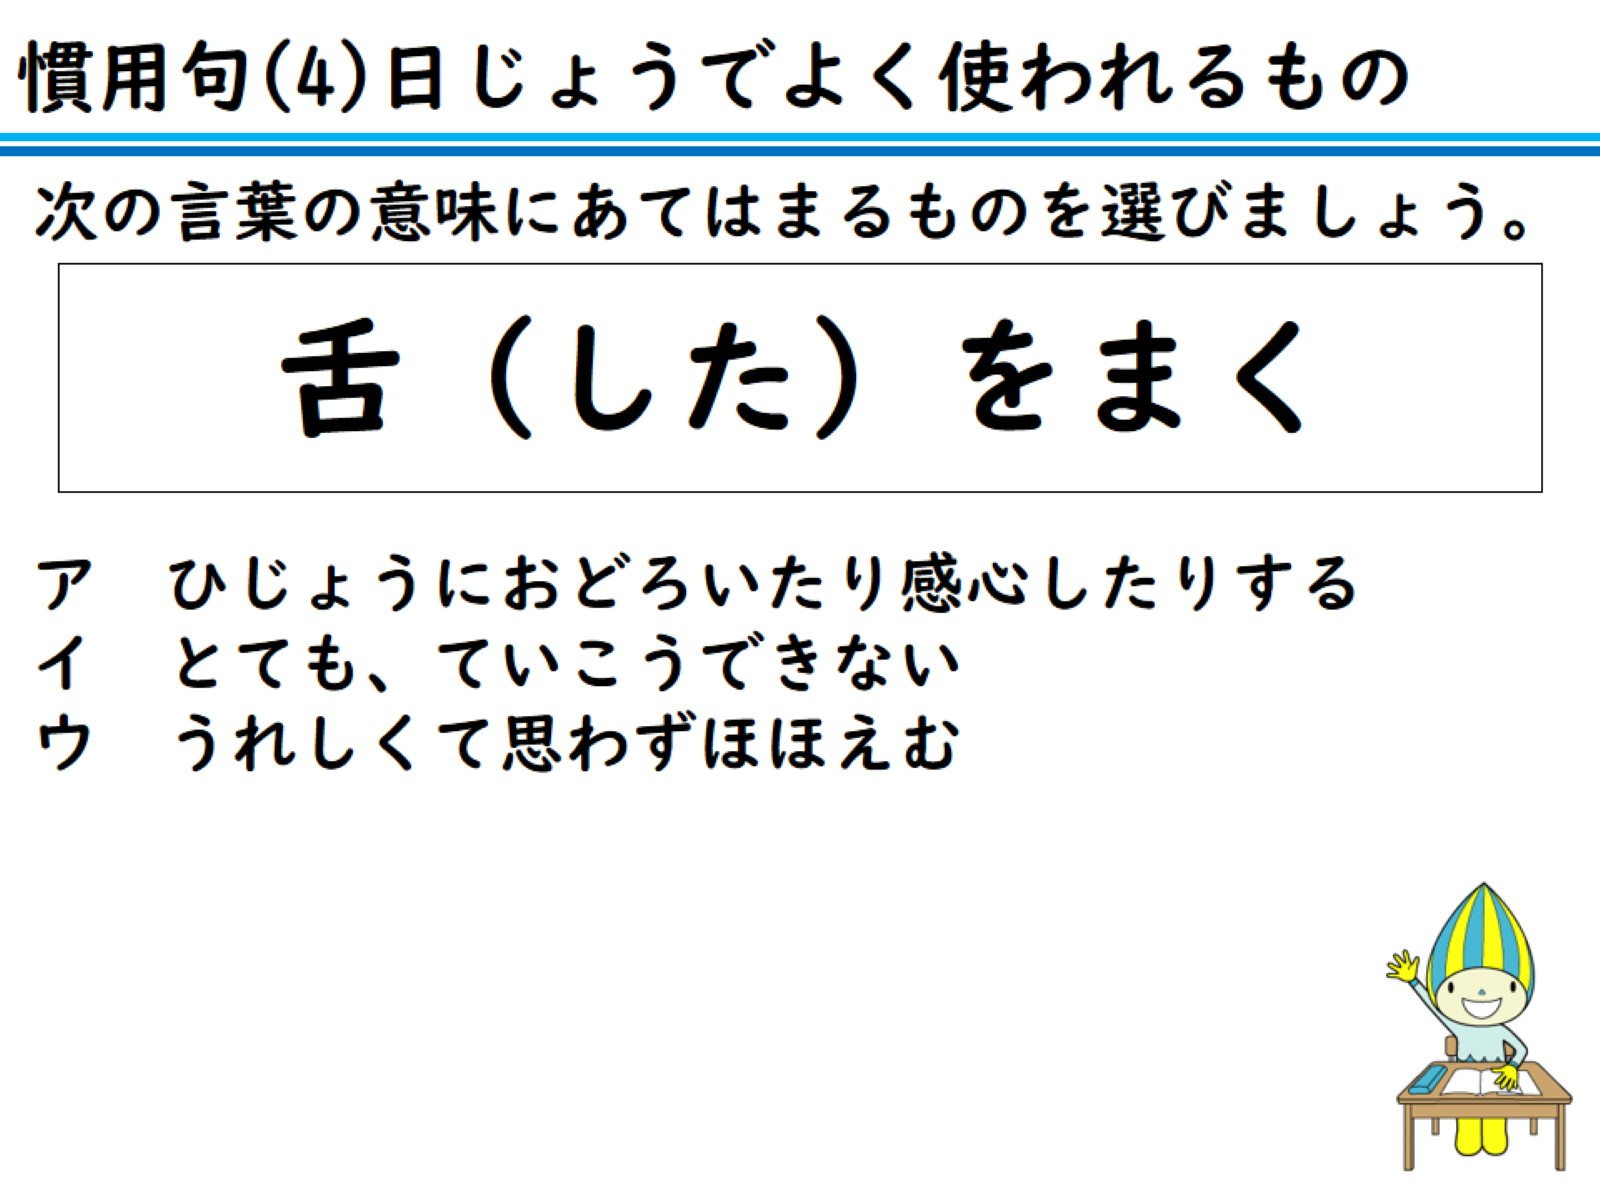 慣用句(4)日じょうでよく使われるもの
次の言葉の意味にあてはまるものを選びましょう。
舌（した）をまく
ア　ひじょうにおどろいたり感心したりする
イ　とても、ていこうできない
ウ　うれしくて思わずほほえむ